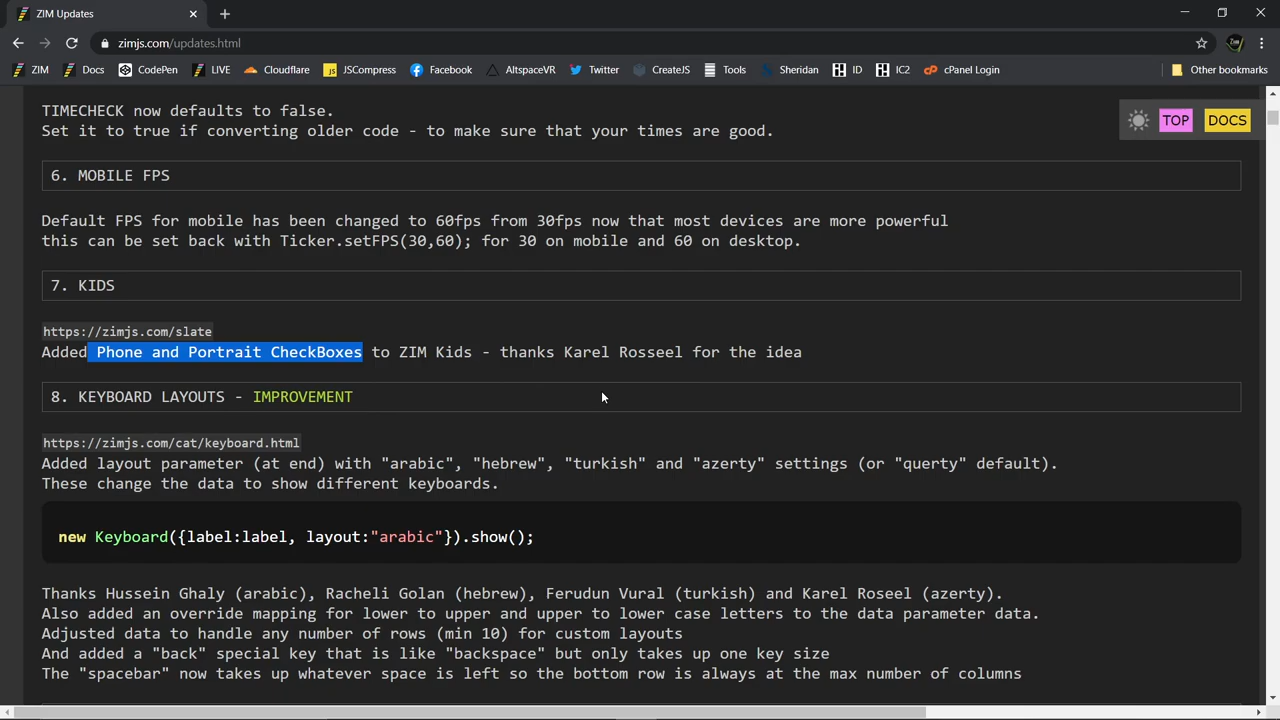 ZIM Updates
zimjs.com/updates.html
ZIM Docs CodePen LIVE Cloudflare JSCompress Facebook AltspaceVR Twitter CreateJS Tools Sheridan ID IC2 cPanel Login Other bookmarks
TIMECHECK now defaults to false.
Set it to true if converting older code - to make sure that your times are good.
TOP DOCS
6. MOBILE FPS
Default FPS for mobile has been changed to 60fps from 30fps now that most devices are more powerful
this can be set back with Ticker.setFPS(30,60); for 30 on mobile and 60 on desktop.
7. KIDS
https://zimjs.com/slate
Added Phone and Portrait CheckBoxes to ZIM Kids - thanks Karel Rosseel for the idea
8. KEYBOARD LAYOUTS - IMPROVEMENT
https://zimjs.com/cat/keyboard.html
Added layout parameter (at end) with "arabic", "hebrew", "turkish" and "azerty" settings (or "querty" default).
These change the data to show different keyboards.
new Keyboard({label:label, layout:"arabic"}).show();
Thanks Hussein Ghaly (arabic), Racheli Golan (hebrew), Ferudun Vural (turkish) and Karel Roseel (azerty).
Also added an override mapping for lower to upper and upper to lower case letters to the data parameter data.
Adjusted data to handle any number of rows (min 10) for custom layouts
And added a "back" special key that is like "backspace" but only takes up one key size
The "spacebar" now takes up whatever space is left so the bottom row is always at the max number of columns